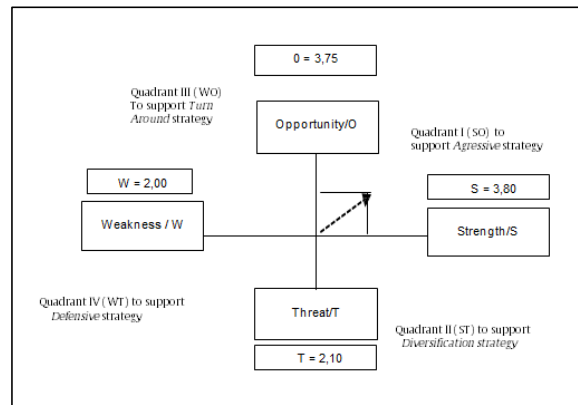 0 = 3,75
Quadrant III (WO)
To support Turn
Around strategy
Opportunity/O
Quadrant I (SO) to
support Agressive strategy
W = 2,00
S = 3,80
Weakness / W
Strength/S
Quadrant IV (WT) to support
Defensive strategy
Threat/T
Quadrant II (ST) to support
Diversification strategy
T = 2,10